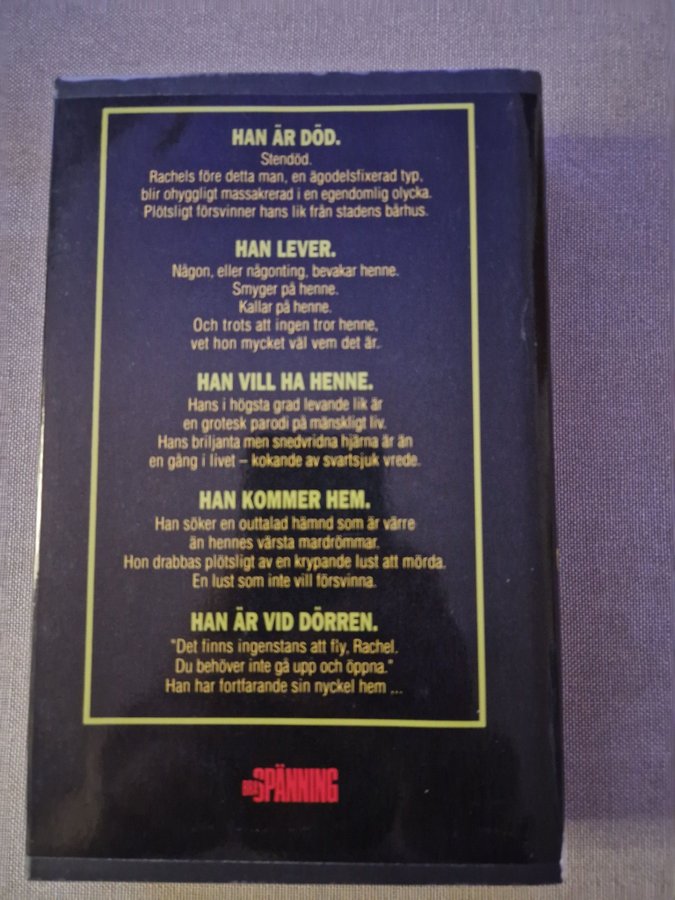 HAN ÄR DÖD.
Stendöd.
Rachels före detta man, en ägodelsfixerad typ,
blir ohyggligt massakrerad i en egendomlig olycka.
Plötsligt försvinner hans lik från stadens bårhus.
HAN LEVER.
Någon, eller någonting, bevakar henne.
Smyger på henne.
Kallar på henne.
Och trots att ingen tror henne,
vet hon mycket väl vem det är.
HAN VILL HA HENNE.
Hans i högsta grad levande lik är
en grotesk parodi på mänskligt liv.
Hans briljanta men snedvridna hjärna är än
en gång i livet – kokande av svartsjuk vrede.
HAN KOMMER HEM.
Han söker en outtalad hämnd som är värre
än hennes värsta mardrömmar.
Hon drabbas plötsligt av en krypande lust att mörda.
En lust som inte vill försvinna.
HAN ÄR VID DÖRREN.
"Det finns ingenstans att fly, Rachel.
Du behöver inte gå upp och öppna."
Han har fortfarande sin nyckel hem ...
SPÄNNING